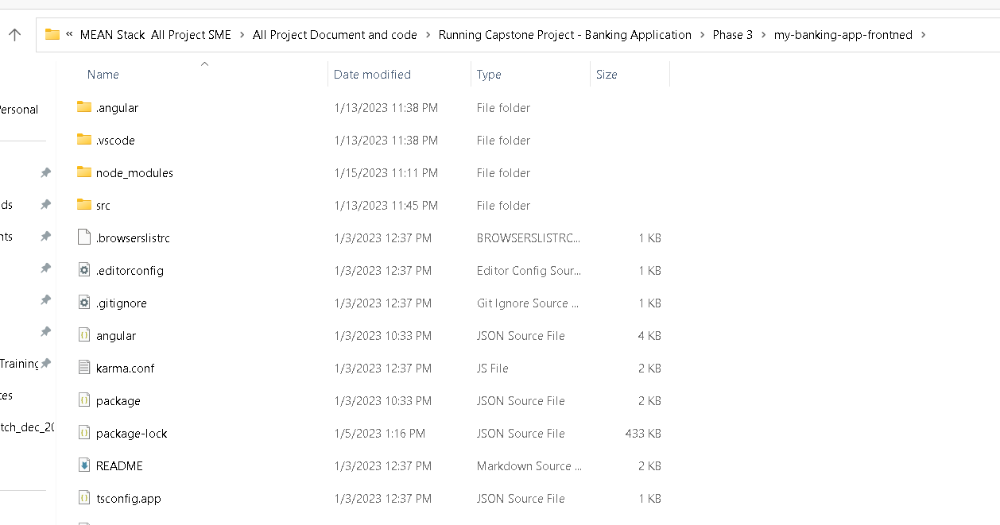 « MEAN Stack All Project SME > All Project Document and code > Running Capstone Project - Banking Application > Phase 3 > my-banking-app-frontned >
Name Date modified Type Size
.angular 1/13/2023 11:38 PM File folder
Personal
.vscode 1/13/2023 11:38 PM File folder
node_modules 1/15/2023 11:11 PM File folder
ds src 1/13/2023 11:45 PM File folder
nts .browserslistrc 1/3/2023 12:37 PM BROWSERSLISTRC... 1 KB
.editorconfig 1/3/2023 12:37 PM Editor Config Sour... 1 KB
.gitignore 1/3/2023 12:37 PM Git Ignore Source ... 1 KB
angular 1/3/2023 10:33 PM JSON Source File 4 KB
Training karma.conf 1/3/2023 12:37 PM JS File 2 KB
tes package 1/3/2023 10:33 PM JSON Source File 2 KB
tch_dec_20 package-lock 1/5/2023 1:16 PM JSON Source File 433 KB
README 1/3/2023 12:37 PM Markdown Source ... 2 KB
tsconfig.app 1/3/2023 12:37 PM JSON Source File 1 KB